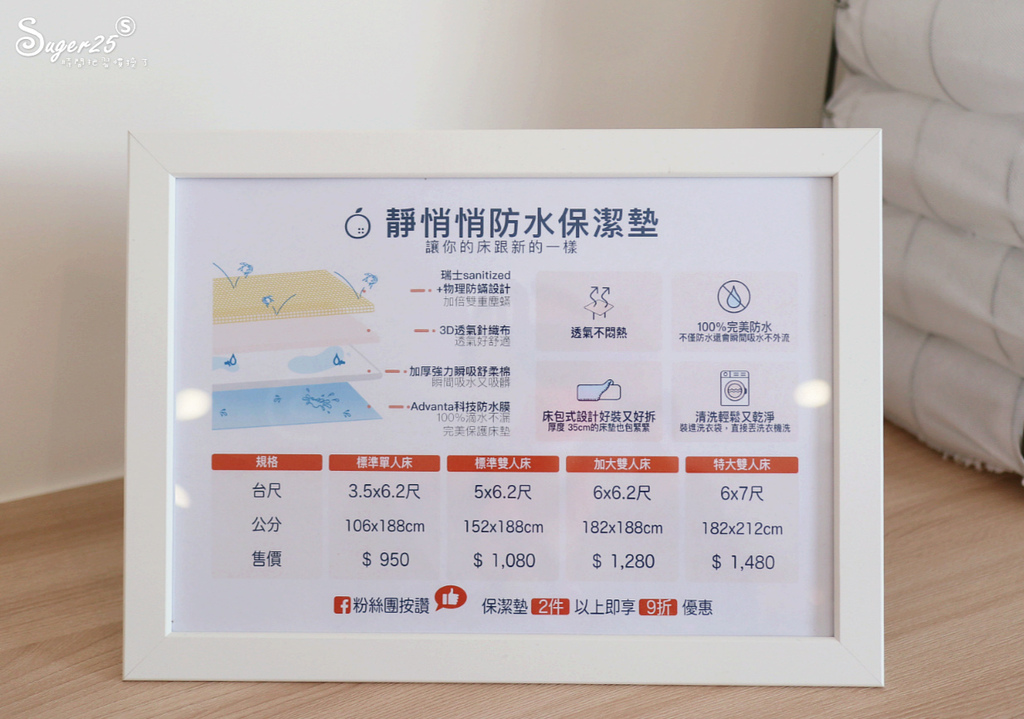 Suger25 S
時間把習慣換了
靜悄悄防水保潔墊
讓你的床跟新的一樣
瑞士sanitized
+物理防蟎設計
加倍雙重塵蟎
3D透氣針織布
透氣好舒適
加厚強力瞬吸舒柔棉
瞬間吸水又吸髒
Advanta科技防水膜
100%滴水不漏
完美保護床墊
透氣不悶熱
100%完美防水
不僅防水還會瞬間吸水不外流
床包式設計好裝又好拆
厚度 35cm的床墊也包緊緊
清洗輕鬆又乾淨
裝進洗衣袋,直接丟洗衣機洗
規格 標準單人床 標準雙人床 加大雙人床 特大雙人床
台尺 3.5x6.2尺 5x6.2尺 6x6.2尺 6x7尺
公分 106x188cm 152x188cm 182x188cm 182x212cm
售價 $ 950 $ 1,080 $ 1,280 $ 1,480
f 粉絲團按讚 保潔墊 2件 以上即享 9折 優惠